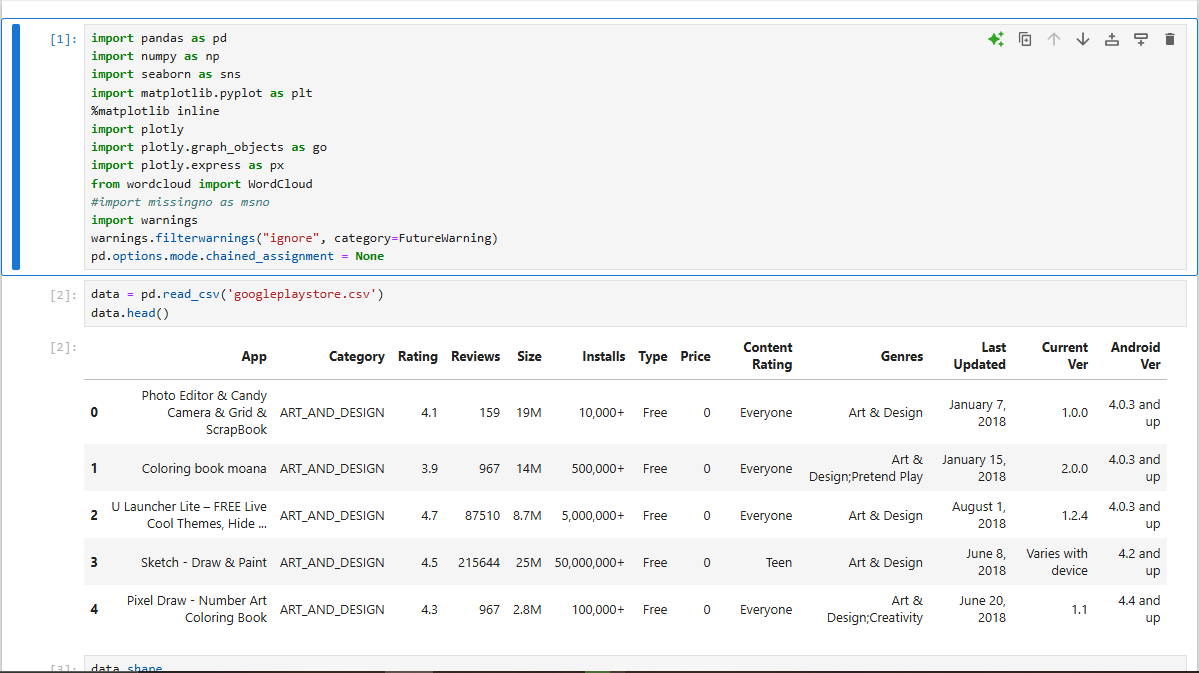 [1]: import pandas as pd
import numpy as np
import seaborn as sns
import matplotlib.pyplot as plt
%matplotlib inline
import plotly
import plotly.graph_objects as go
import plotly.express as px
from wordcloud import WordCloud
#import missingno as msno
import warnings
warnings.filterwarnings("ignore", category=FutureWarning)
pd.options.mode.chained_assignment = None
[2]: data = pd.read_csv('googleplaystore.csv')
data.head()
[2]:
App Category Rating Reviews Size Installs Type Price Content Rating Genres Last Updated Current Ver Android Ver
0 Photo Editor & Candy Camera & Grid & ScrapBook ART_AND_DESIGN 4.1 159 19M 10,000+ Free 0 Everyone Art & Design January 7, 2018 1.0.0 4.0.3 and up
1 Coloring book moana ART_AND_DESIGN 3.9 967 14M 500,000+ Free 0 Everyone Art & Design;Pretend Play January 15, 2018 2.0.0 4.0.3 and up
2 U Launcher Lite – FREE Live Cool Themes, Hide ... ART_AND_DESIGN 4.7 87510 8.7M 5,000,000+ Free 0 Everyone Art & Design August 1, 2018 1.2.4 4.0.3 and up
3 Sketch - Draw & Paint ART_AND_DESIGN 4.5 215644 25M 50,000,000+ Free 0 Teen Art & Design June 8, 2018 Varies with device 4.2 and up
4 Pixel Draw - Number Art Coloring Book ART_AND_DESIGN 4.3 967 2.8M 100,000+ Free 0 Everyone Art & Design;Creativity June 20, 2018 1.1 4.4 and up
[3]: data.shape